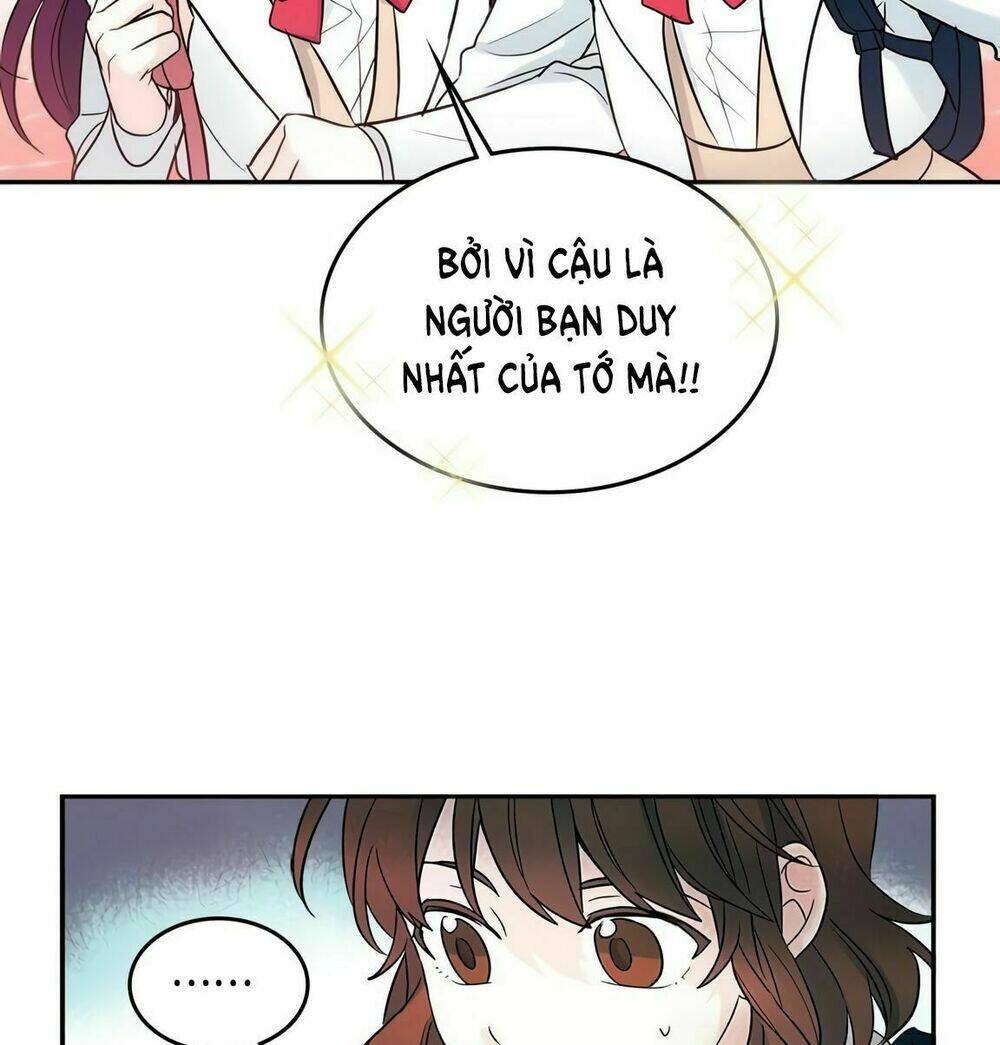 BỞI VÌ CẬU LÀ
NGƯỜI BẠN DUY
NHẤT CỦA TỚ MÀ!!
......